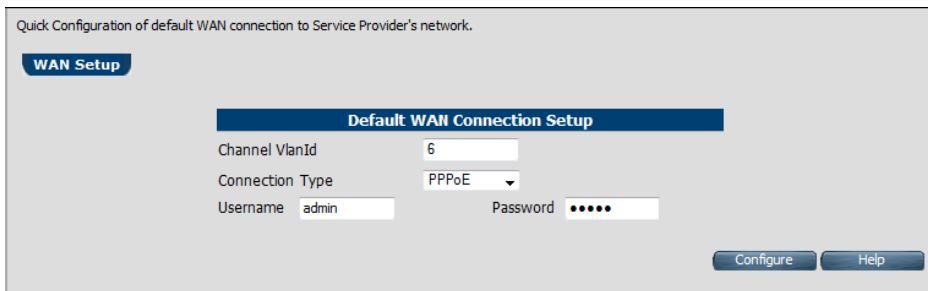 Quick Configuration of default WAN connection to Service Provider's network.
WAN Setup
Default WAN Connection Setup
Channel VlanId 6
Connection Type PPPoE
Username admin Password •••••
Configure Help